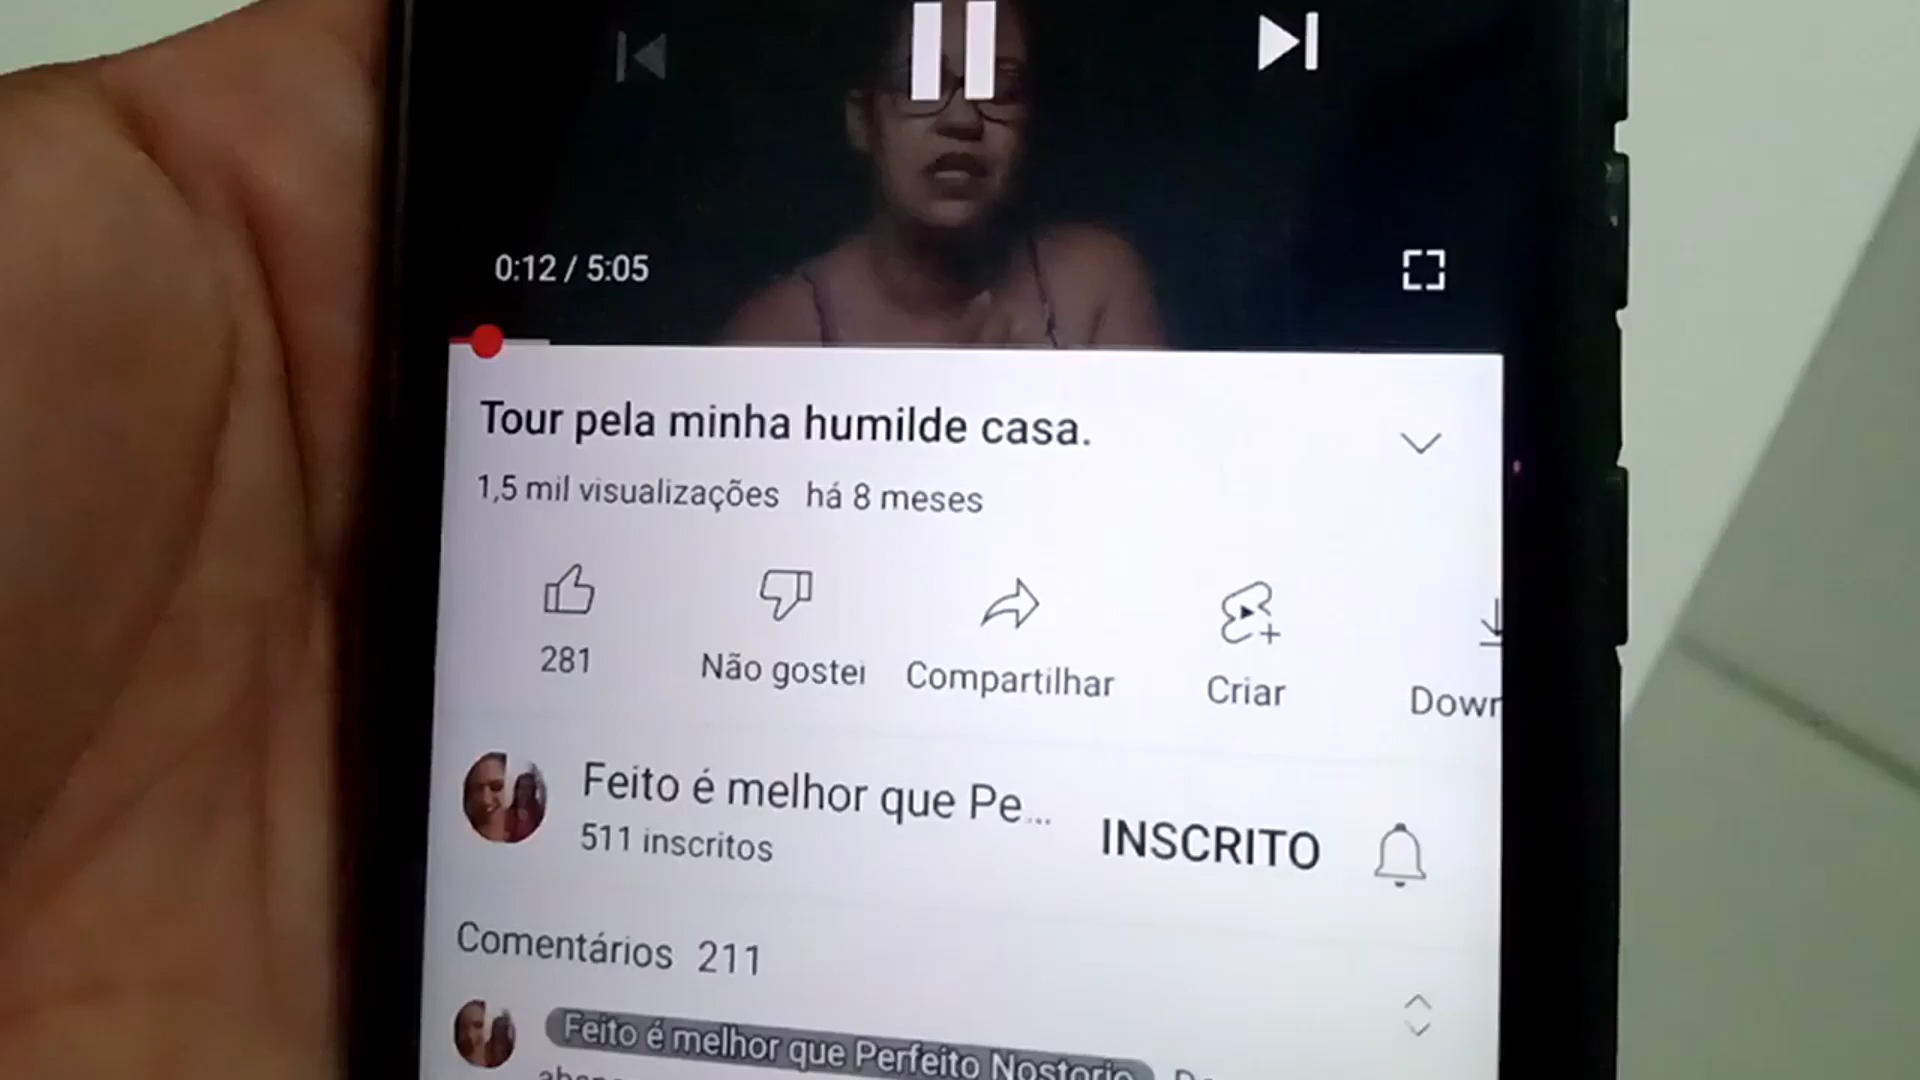 0:12 / 5:05
Tour pela minha humilde casa.
1,5 mil visualizações há 8 meses
281
Não gostei
Compartilhar
Criar
Dowr
Feito é melhor que Pe...
511 inscritos
INSCRITO
Comentários 211
Feito é melhor que Perfeito Nostorio